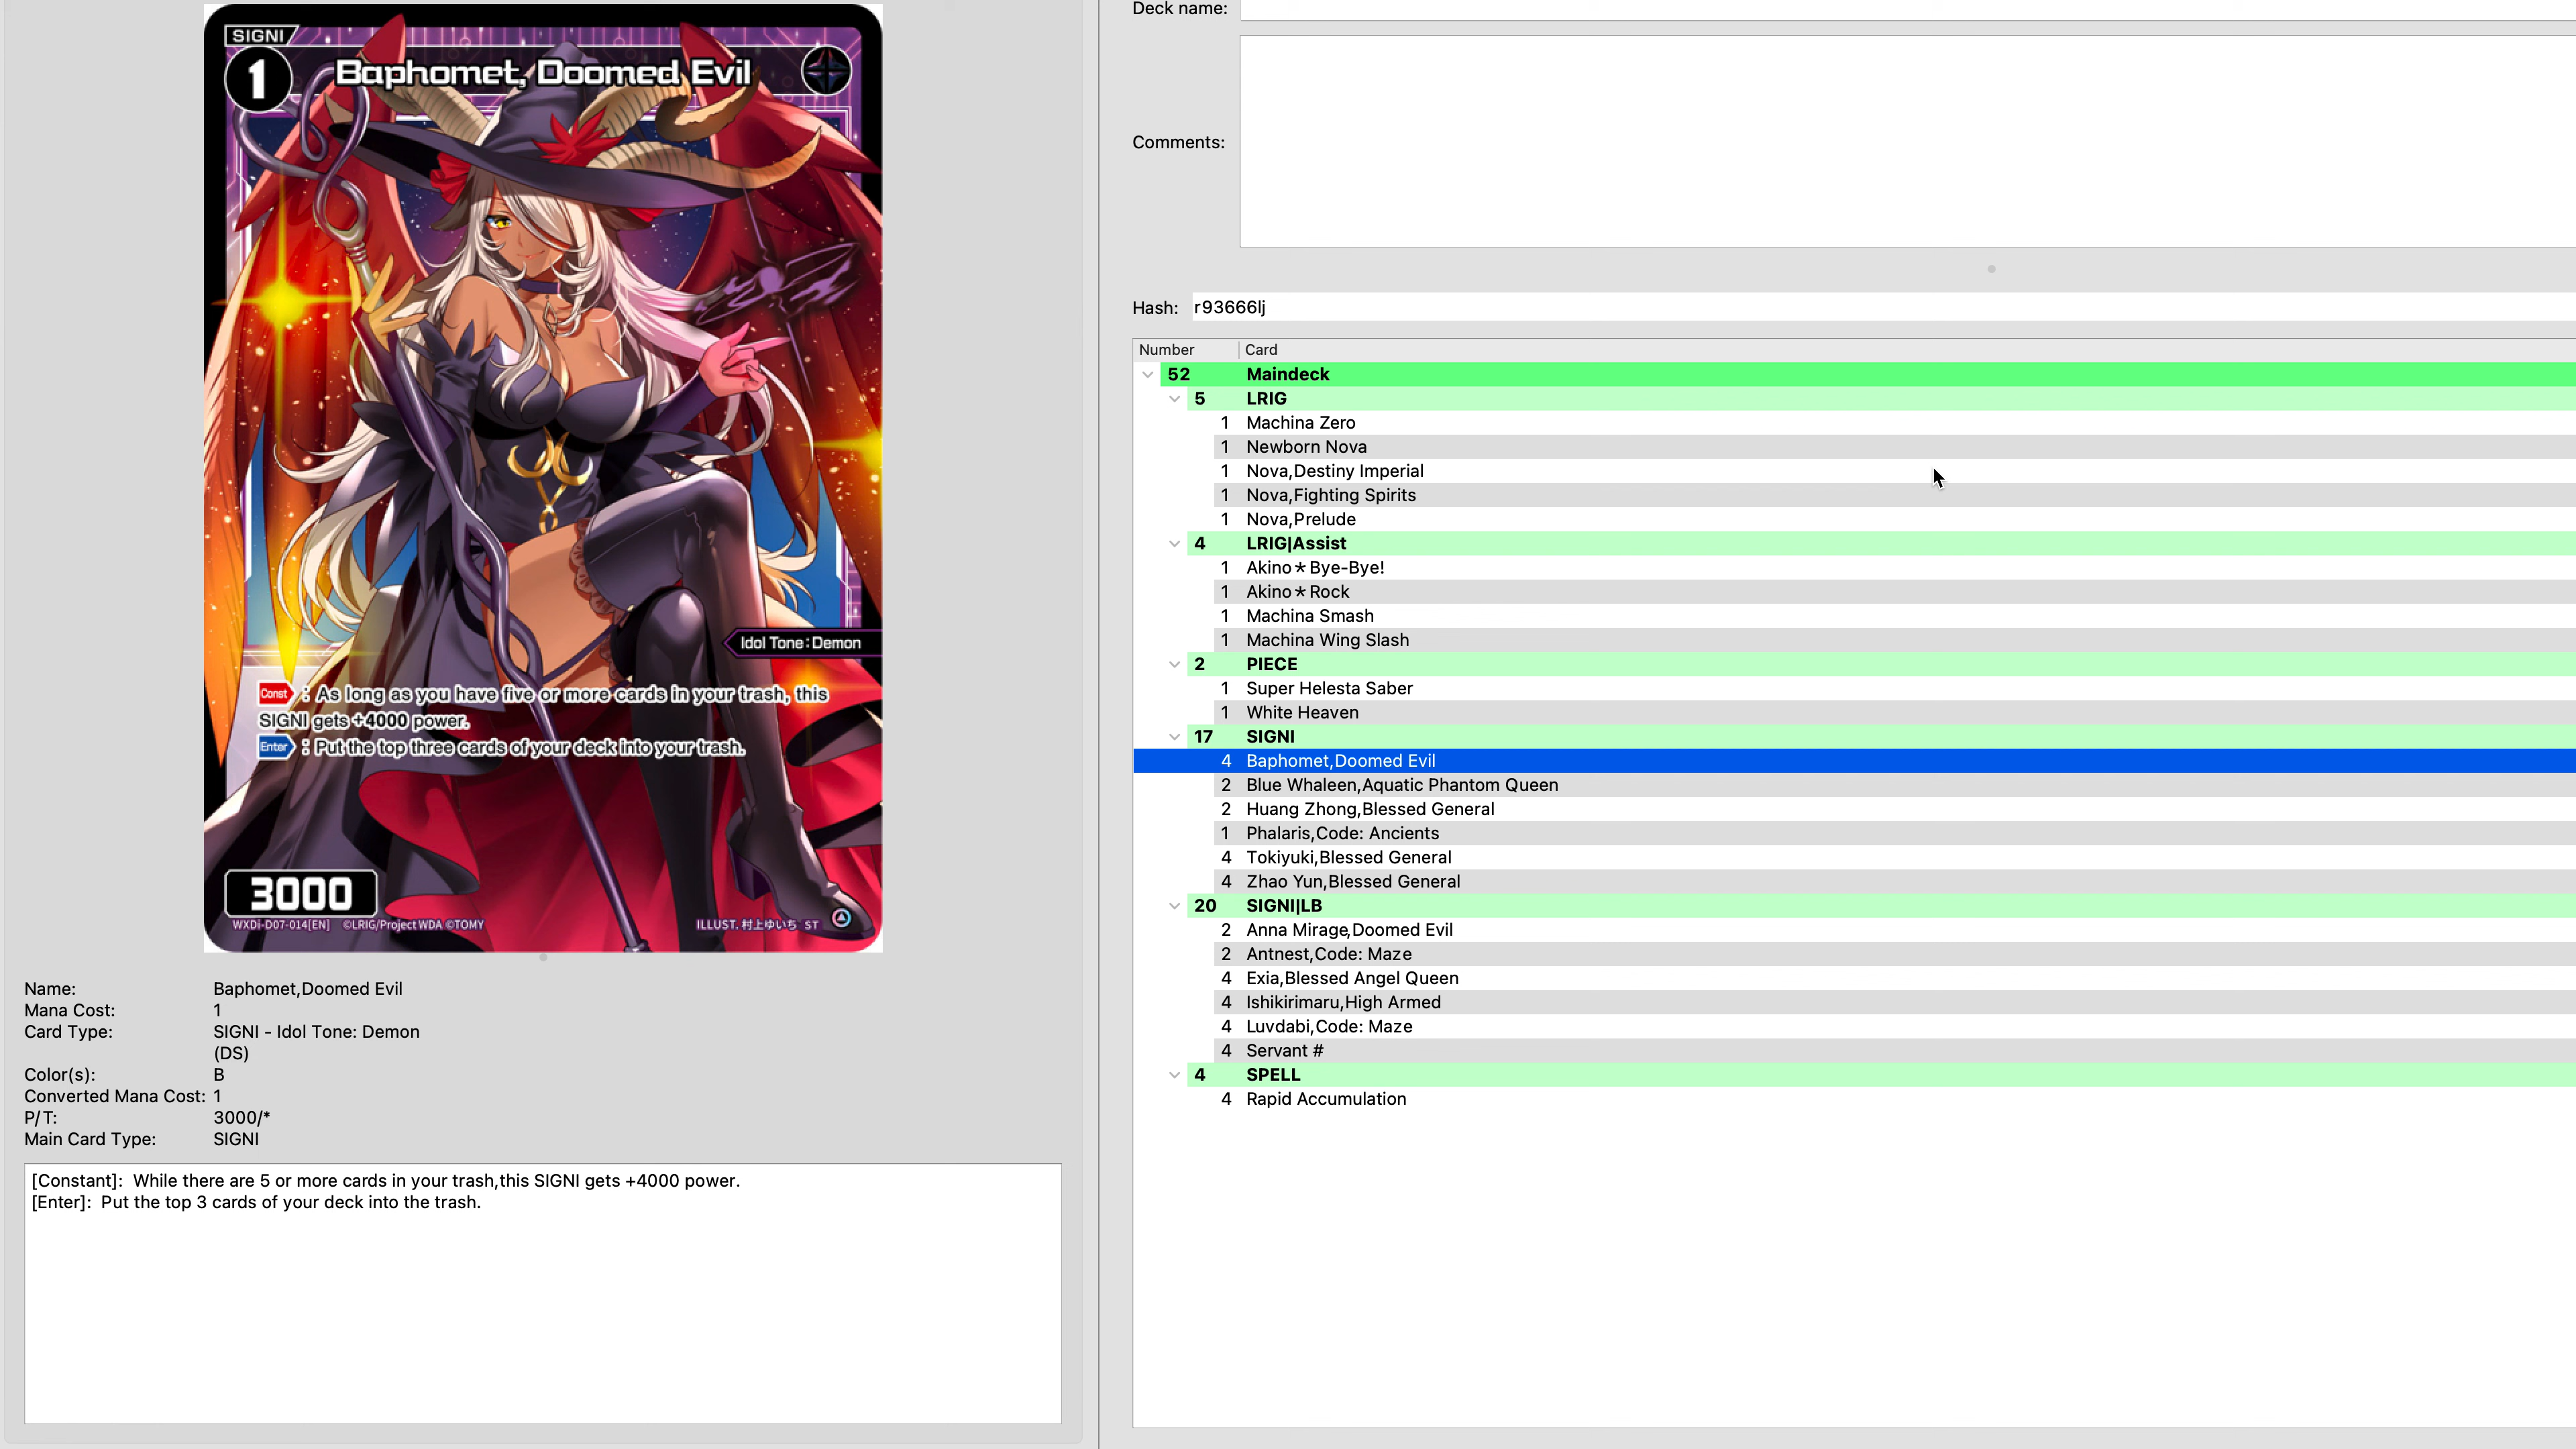 SIGNI
1
Baphomet, Doomed Evil
Idol Tone:Demon
Const : As long as you have five or more cards in your trash, this
SIGNI gets +4000 power.
Enter : Put the top three cards of your deck into your trash.
3000
WXDi-D07-014[EN] ©LRIG/Project WDA ©TOMY
ILLUST. 村上ゆいち ST
Name: Baphomet,Doomed Evil
Mana Cost: 1
Card Type: SIGNI - Idol Tone: Demon
(DS)
Color(s): B
Converted Mana Cost: 1
P/T: 3000/*
Main Card Type: SIGNI
[Constant]: While there are 5 or more cards in your trash,this SIGNI gets +4000 power.
[Enter]: Put the top 3 cards of your deck into the trash.
Deck name:
Comments:
Hash: r93666lj
Number Card
52 Maindeck
5 LRIG
1 Machina Zero
1 Newborn Nova
1 Nova,Destiny Imperial
1 Nova,Fighting Spirits
1 Nova,Prelude
4 LRIG|Assist
1 Akino＊Bye-Bye!
1 Akino＊Rock
1 Machina Smash
1 Machina Wing Slash
2 PIECE
1 Super Helesta Saber
1 White Heaven
17 SIGNI
4 Baphomet,Doomed Evil
2 Blue Whaleen,Aquatic Phantom Queen
2 Huang Zhong,Blessed General
1 Phalaris,Code: Ancients
4 Tokiyuki,Blessed General
4 Zhao Yun,Blessed General
20 SIGNI|LB
2 Anna Mirage,Doomed Evil
2 Antnest,Code: Maze
4 Exia,Blessed Angel Queen
4 Ishikirimaru,High Armed
4 Luvdabi,Code: Maze
4 Servant #
4 SPELL
4 Rapid Accumulation